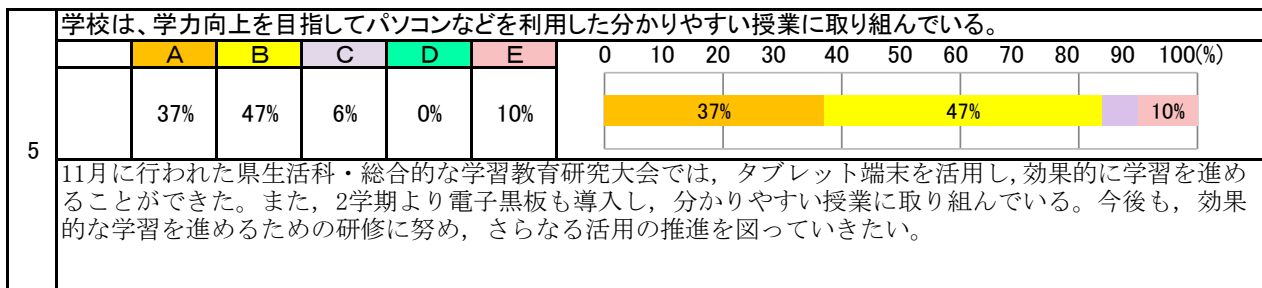 学校は、学力向上を目指してパソコンなどを利用した分かりやすい授業に取り組んでいる。
A B C D E
0 10 20 30 40 50 60 70 80 90 100(%)
37% 47% 6% 0% 10%
37% 47% 10%
5
11月に行われた県生活科・総合的な学習教育研究大会では，タブレット端末を活用し,効果的に学習を進め
ることができた。また，2学期より電子黒板も導入し，分かりやすい授業に取り組んでいる。今後も，効果
的な学習を進めるための研修に努め，さらなる活用の推進を図っていきたい。